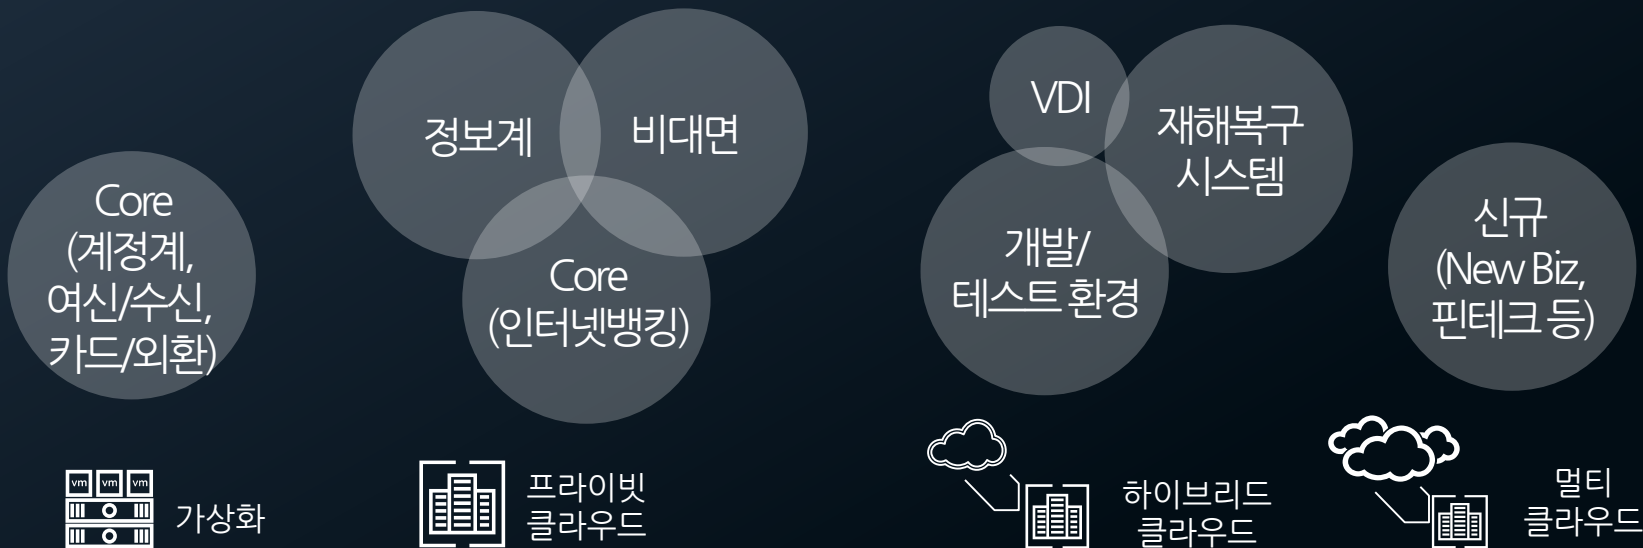 Core
(계정계,
여신/수신,
카드/외환)
정보계
비대면
Core
(인터넷뱅킹)
VDI
재해복구
시스템
개발/
테스트 환경
신규
(New Biz,
핀테크 등)
vm vm vm
가상화
프라이빗
클라우드
하이브리드
클라우드
멀티
클라우드